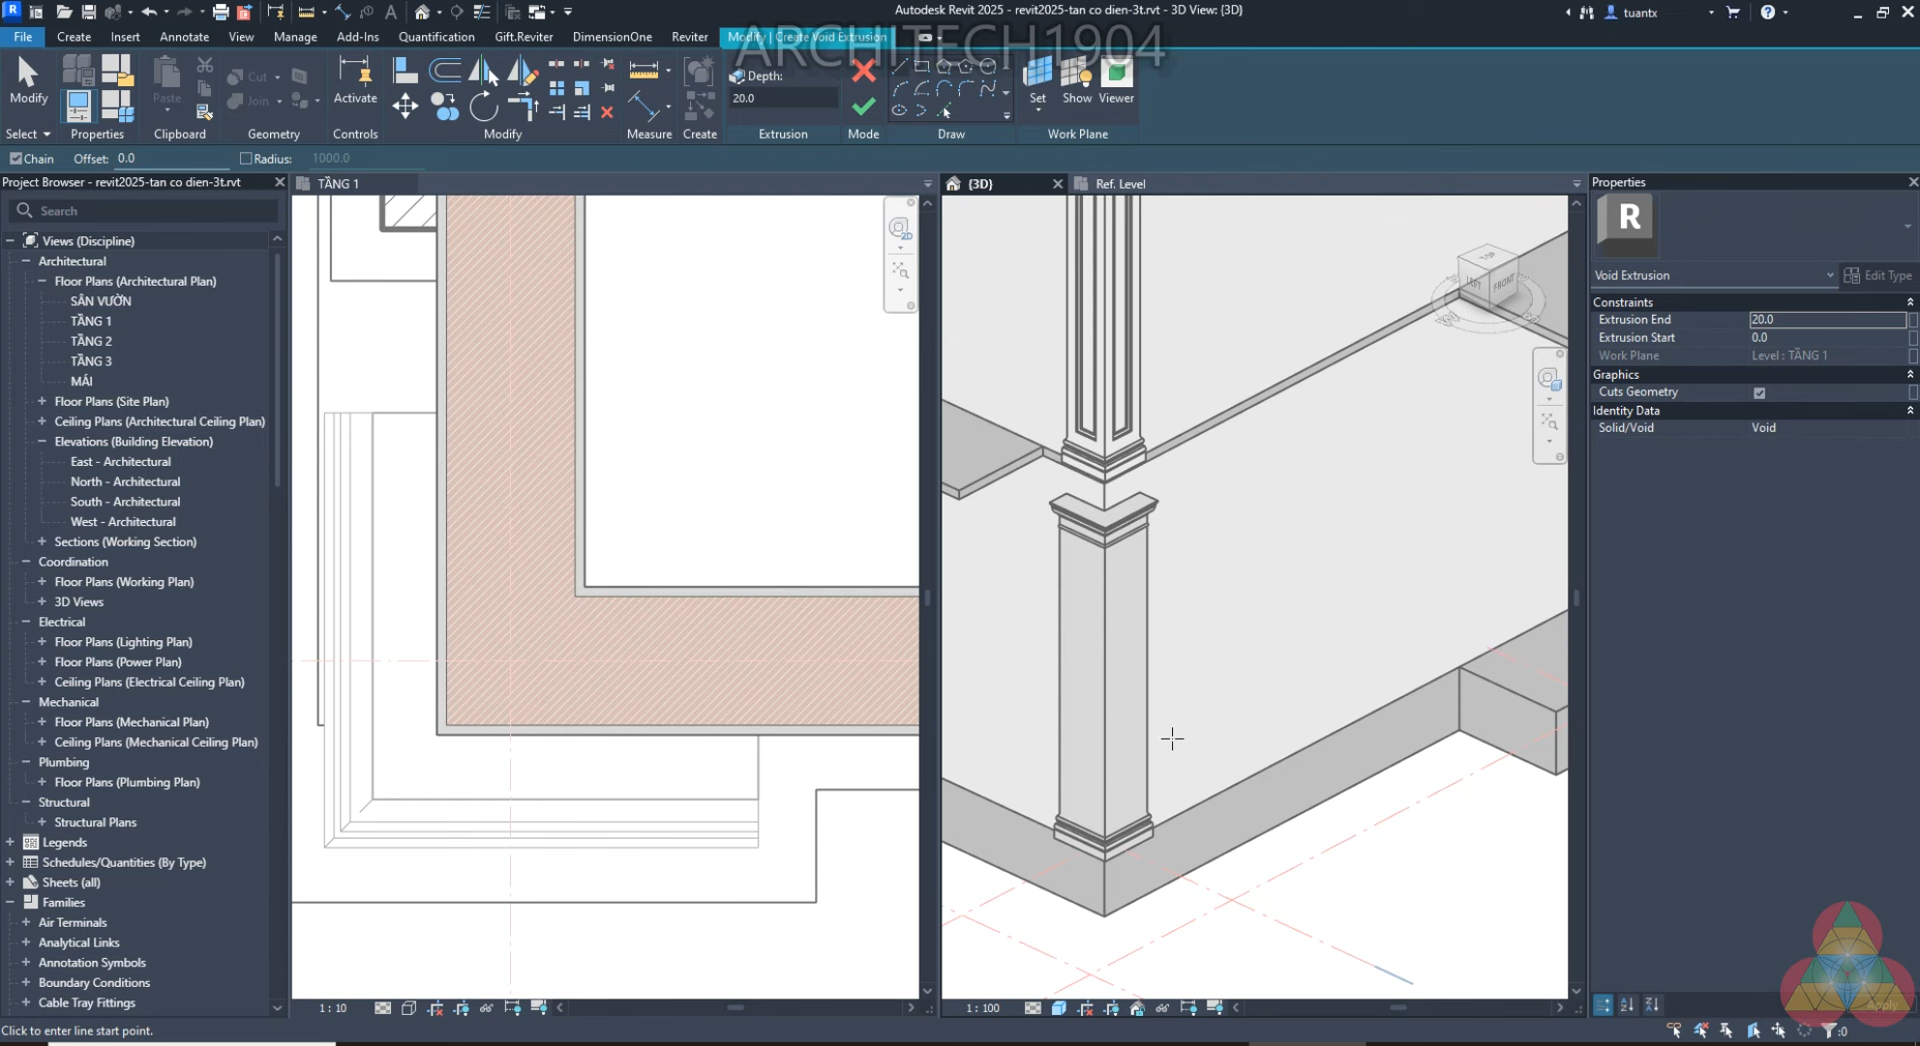 Autodesk Revit 2025 - revit2025-tan co dien-3t.rvt - 3D View: {3D}
tuantx
File Create Insert Annotate View Manage Add-Ins Quantification Gift.Reviter DimensionOne Reviter Modify | Create Void Extrusion
ARCHITECH1904
Modify
Paste
Cut
Join
Activate
Depth:
20.0
Set
Show
Viewer
Select Properties Clipboard Geometry Controls Modify Measure Create Extrusion Mode Draw Work Plane
Chain Offset: 0.0 Radius: 1000.0
Project Browser - revit2025-tan co dien-3t.rvt
Search
Views (Discipline)
Architectural
Floor Plans (Architectural Plan)
SÂN VƯỜN
TẦNG 1
TẦNG 2
TẦNG 3
MÁI
Floor Plans (Site Plan)
Ceiling Plans (Architectural Ceiling Plan)
Elevations (Building Elevation)
East - Architectural
North - Architectural
South - Architectural
West - Architectural
Sections (Working Section)
Coordination
Floor Plans (Working Plan)
3D Views
Electrical
Floor Plans (Lighting Plan)
Floor Plans (Power Plan)
Ceiling Plans (Electrical Ceiling Plan)
Mechanical
Floor Plans (Mechanical Plan)
Ceiling Plans (Mechanical Ceiling Plan)
Plumbing
Floor Plans (Plumbing Plan)
Structural
Structural Plans
Legends
Schedules/Quantities (By Type)
Sheets (all)
Families
Air Terminals
Analytical Links
Annotation Symbols
Boundary Conditions
Cable Tray Fittings
TẦNG 1
2D
1 : 10
{3D}
Ref. Level
TOP
LEFT
FRONT
W
1 : 100
Properties
R
Void Extrusion
Edit Type
Constraints
Extrusion End 20.0
Extrusion Start 0.0
Work Plane Level : TẦNG 1
Graphics
Cuts Geometry
Identity Data
Solid/Void Void
Apply
Click to enter line start point.
:0